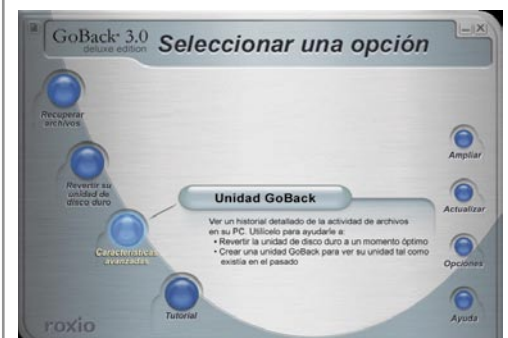 GoBack 3.0
deluxe edition
Seleccionar una opción
Recuperar
archivos
Revertir su
unidad de
disco duro
Características
avanzadas
Tutorial
Unidad GoBack
Ver un historial detallado de la actividad de archivos
en su PC. Utilícelo para ayudarle a:
• Revertir la unidad de disco duro a un momento óptimo
• Crear una unidad GoBack para ver su unidad tal como
existía en el pasado
Ampliar
Actualizar
Opciones
Ayuda
roxio